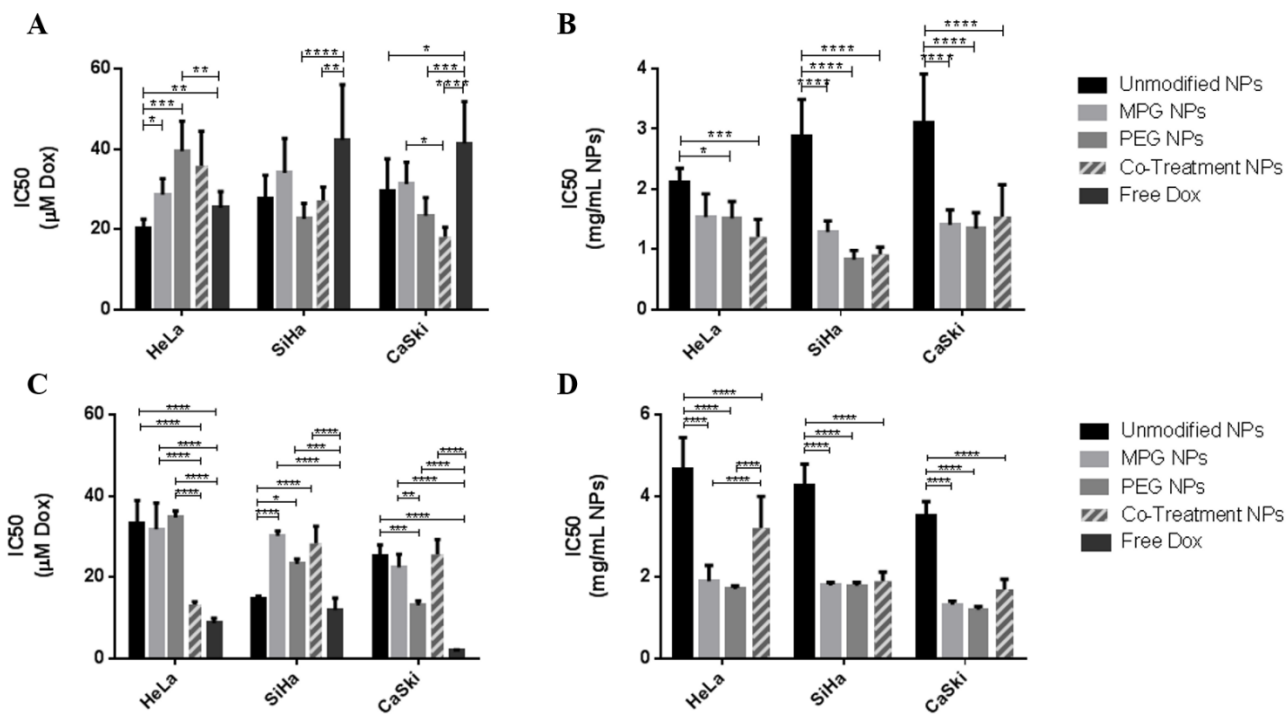 A
60
40
20
0
IC50
(μM Dox)
*
***
**
**
****
**
*
***
****
*
HeLa
SiHa
CaSki
B
4
3
2
1
0
IC50
(mg/mL NPs)
***
*
****
****
****
****
****
****
HeLa
SiHa
CaSki
Unmodified NPs
MPG NPs
PEG NPs
Co-Treatment NPs
Free Dox
C
60
40
20
0
IC50
(μM Dox)
****
****
****
****
****
****
****
***
****
****
*
****
****
****
****
**
****
***
HeLa
SiHa
CaSki
D
6
4
2
0
IC50
(mg/mL NPs)
****
****
****
****
****
****
****
****
****
****
****
HeLa
SiHa
CaSki
Unmodified NPs
MPG NPs
PEG NPs
Co-Treatment NPs
Free Dox